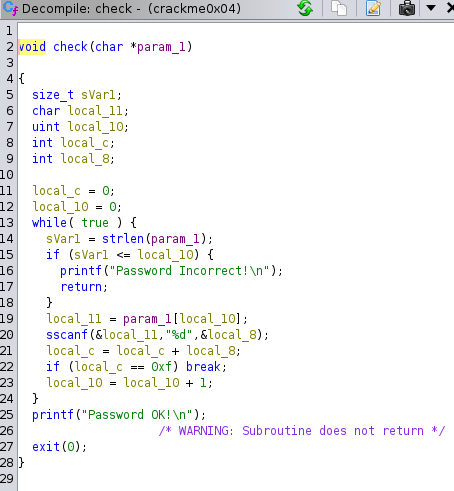 Decompile: check - (crackme0x04)
1
2 void check(char *param_1)
3
4 {
5 size_t sVar1;
6 char local_11;
7 uint local_10;
8 int local_c;
9 int local_8;
10
11 local_c = 0;
12 local_10 = 0;
13 while( true ) {
14 sVar1 = strlen(param_1);
15 if (sVar1 <= local_10) {
16 printf("Password Incorrect!\n");
17 return;
18 }
19 local_11 = param_1[local_10];
20 sscanf(&local_11,"%d",&local_8);
21 local_c = local_c + local_8;
22 if (local_c == 0xf) break;
23 local_10 = local_10 + 1;
24 }
25 printf("Password OK!\n");
26 /* WARNING: Subroutine does not return */
27 exit(0);
28 }
29